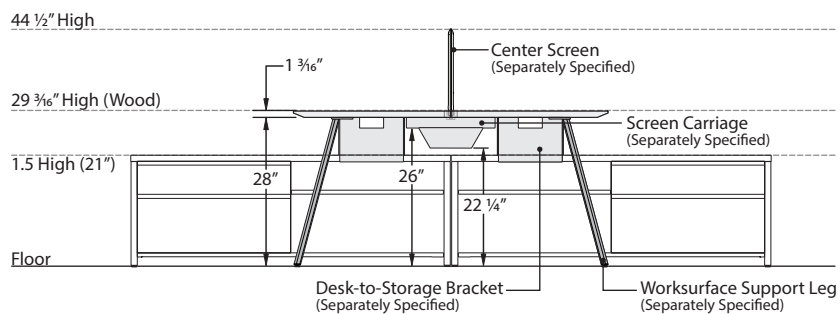 44 ½” High
Center Screen
(Separately Specified)
1 ³⁄₁₆”
29 ³⁄₁₆” High (Wood)
Screen Carriage
(Separately Specified)
1.5 High (21”)
28”
26”
22 ¼”
Floor
Desk-to-Storage Bracket
(Separately Specified)
Worksurface Support Leg
(Separately Specified)